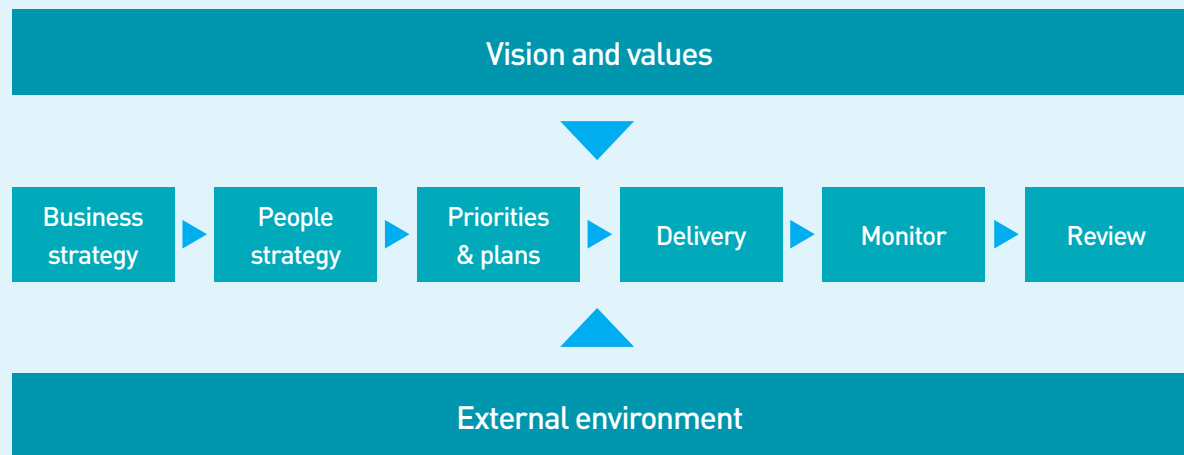 Vision and values
Business
strategy
People
strategy
Priorities
& plans
Delivery
Monitor
Review
External environment